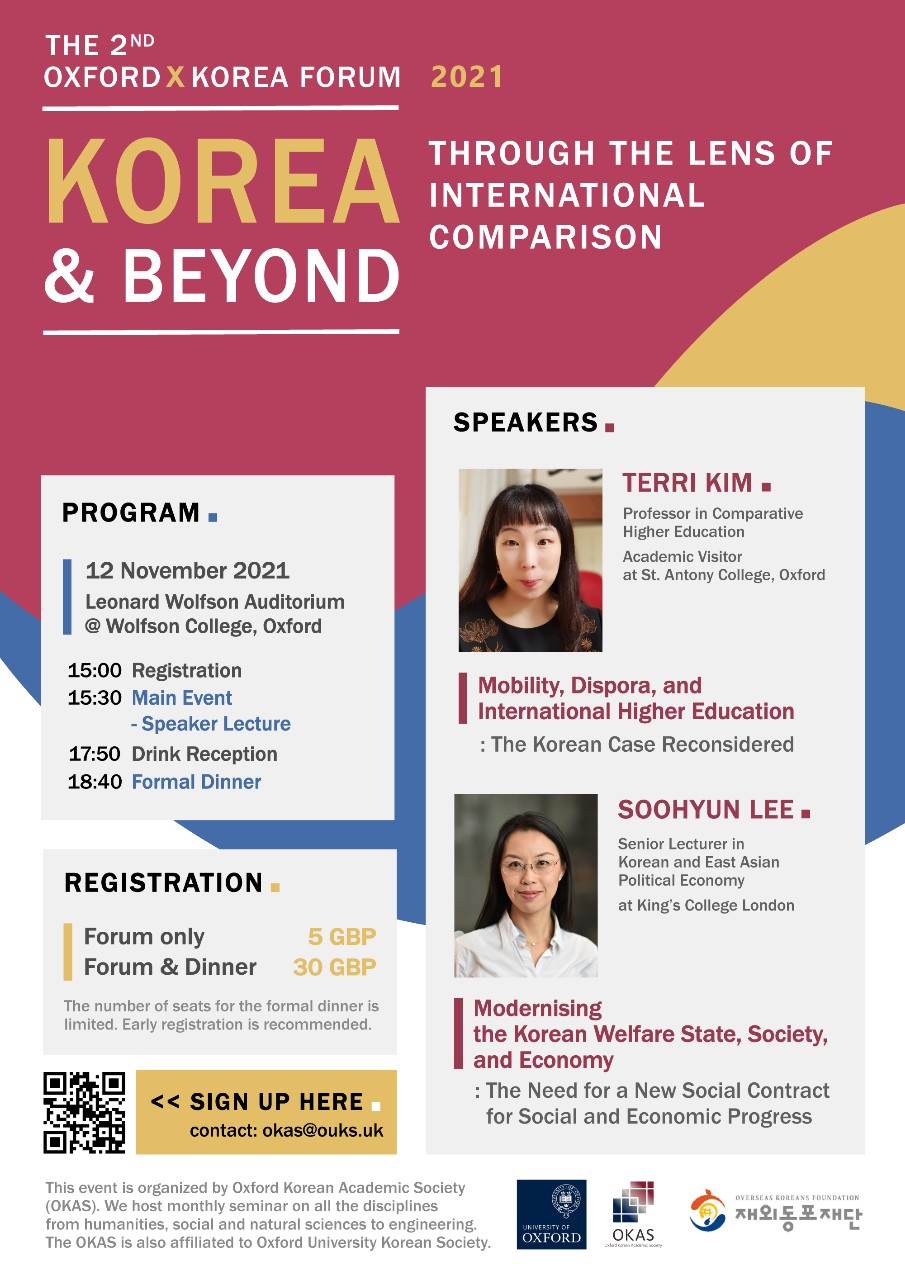 THE 2ND
OXFORD X KOREA FORUM 2021
KOREA
& BEYOND
THROUGH THE LENS OF
INTERNATIONAL
COMPARISON
PROGRAM
12 November 2021
Leonard Wolfson Auditorium
@ Wolfson College, Oxford
15:00 Registration
15:30 Main Event
- Speaker Lecture
17:50 Drink Reception
18:40 Formal Dinner
REGISTRATION
Forum only 5 GBP
Forum & Dinner 30 GBP
The number of seats for the formal dinner is
limited. Early registration is recommended.
<< SIGN UP HERE
contact: okas@ouks.uk
SPEAKERS
TERRI KIM
Professor in Comparative
Higher Education
Academic Visitor
at St. Antony College, Oxford
Mobility, Dispora, and
International Higher Education
: The Korean Case Reconsidered
SOOHYUN LEE
Senior Lecturer in
Korean and East Asian
Political Economy
at King's College London
Modernising
the Korean Welfare State, Society,
and Economy
: The Need for a New Social Contract
for Social and Economic Progress
This event is organized by Oxford Korean Academic Society
(OKAS). We host monthly seminar on all the disciplines
from humanities, social and natural sciences to engineering.
The OKAS is also affiliated to Oxford University Korean Society.
UNIVERSITY OF
OXFORD
OKAS
Oxford Korean Academic Society
OVERSEAS KOREANS FOUNDATION
재외동포재단